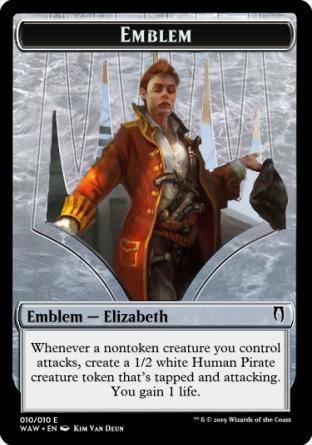 EMBLEM
Emblem — Elizabeth
Whenever a nontoken creature you control
attacks, create a 1/2 white Human Pirate
creature token that's tapped and attacking.
You gain 1 life.
010/010 E
WAW • EN KIM VAN DEUN
™ & © 2019 Wizards of the Coast